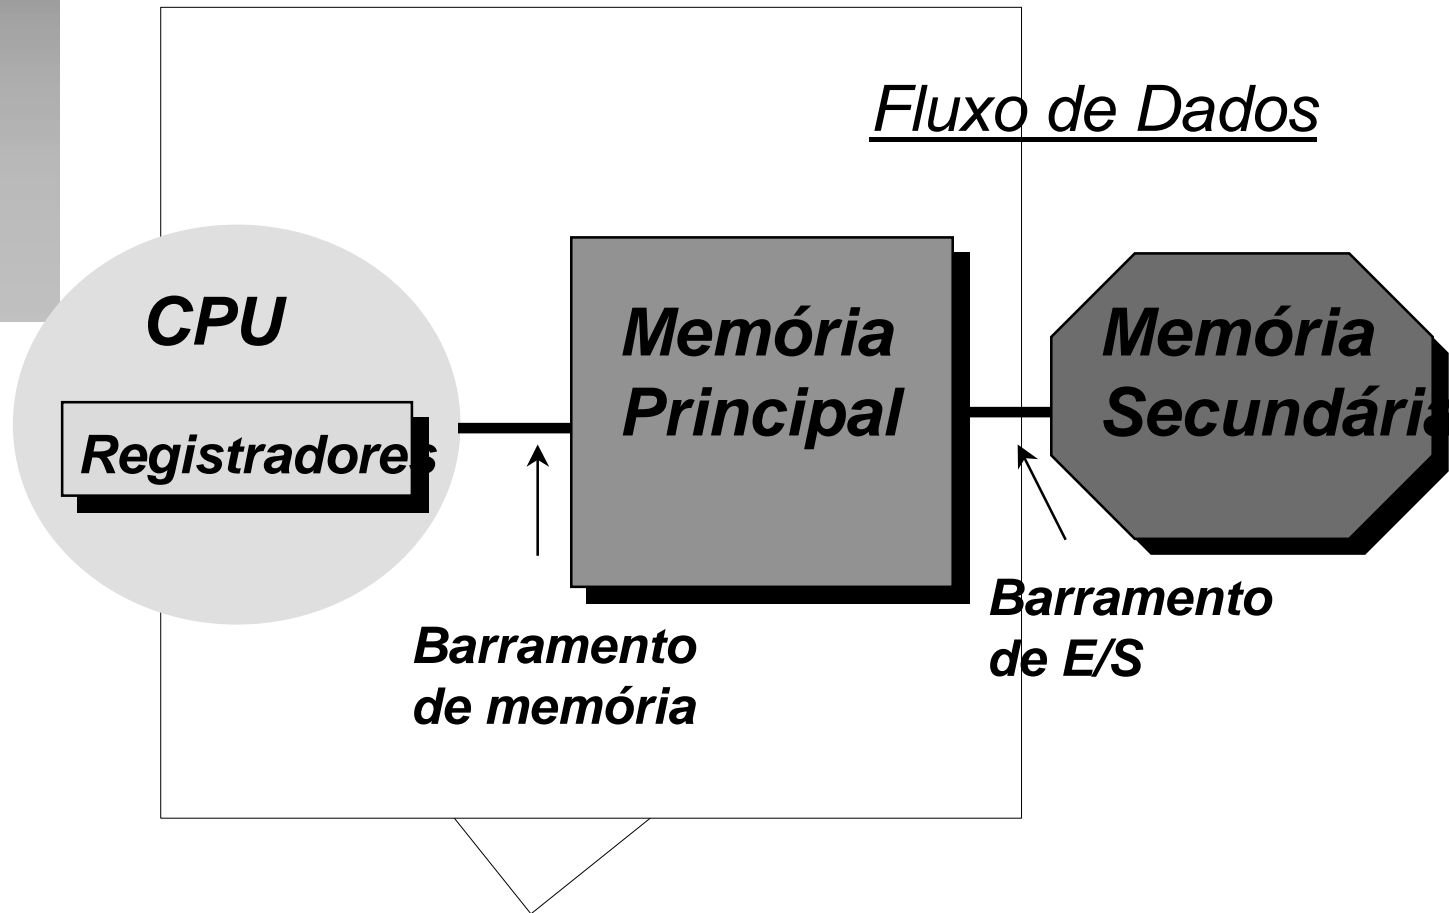 Fluxo de Dados
CPU
Registradores
Memória
Principal
Memória
Secundária
Barramento
de memória
Barramento
de E/S